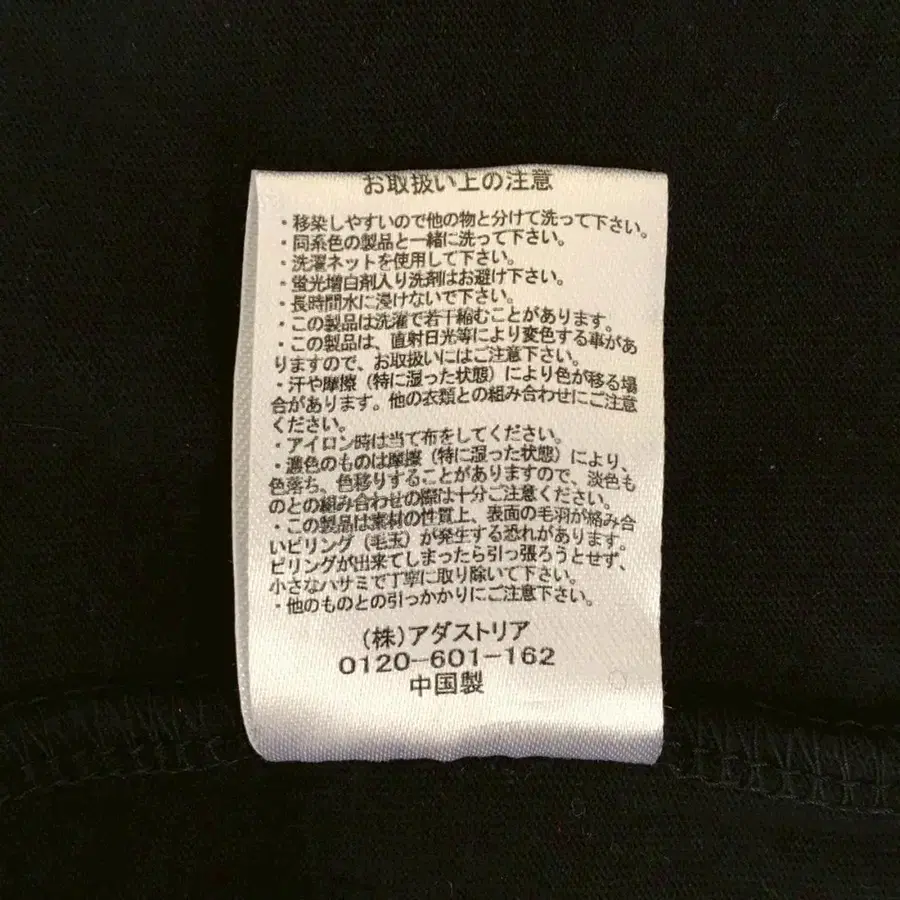 お取扱い上の注意
・移染しやすいので他の物と分けて洗って下さい。
・同系色の製品と一緒に洗って下さい。
・洗濯ネットを使用して下さい。
・蛍光増白剤入り洗剤はお避け下さい。
・長時間水に浸けないで下さい。
・この製品は洗濯で若干縮むことがあります。
・この製品は、直射日光等により変色する事があ
りますので、お取扱いにはご注意下さい。
・汗や摩擦（特に湿った状態）により色が移る場
合があります。他の衣類との組み合わせにご注意
ください。
・アイロン時は当て布をしてください。
・濃色のものは摩擦（特に湿った状態）により、
色落ち、色移りすることがありますので、淡色も
のとの組み合わせの際は十分ご注意ください。
・この製品は素材の性質上、表面の毛羽が絡み合
いピリング（毛玉）が発生する恐れがあります。
ピリングが出来てしまったら引っ張ろうとせず、
小さなハサミで丁寧に取り除いて下さい。
・他のものとの引っかかりにご注意下さい。
（株）アダストリア
0120-601-162
中国製